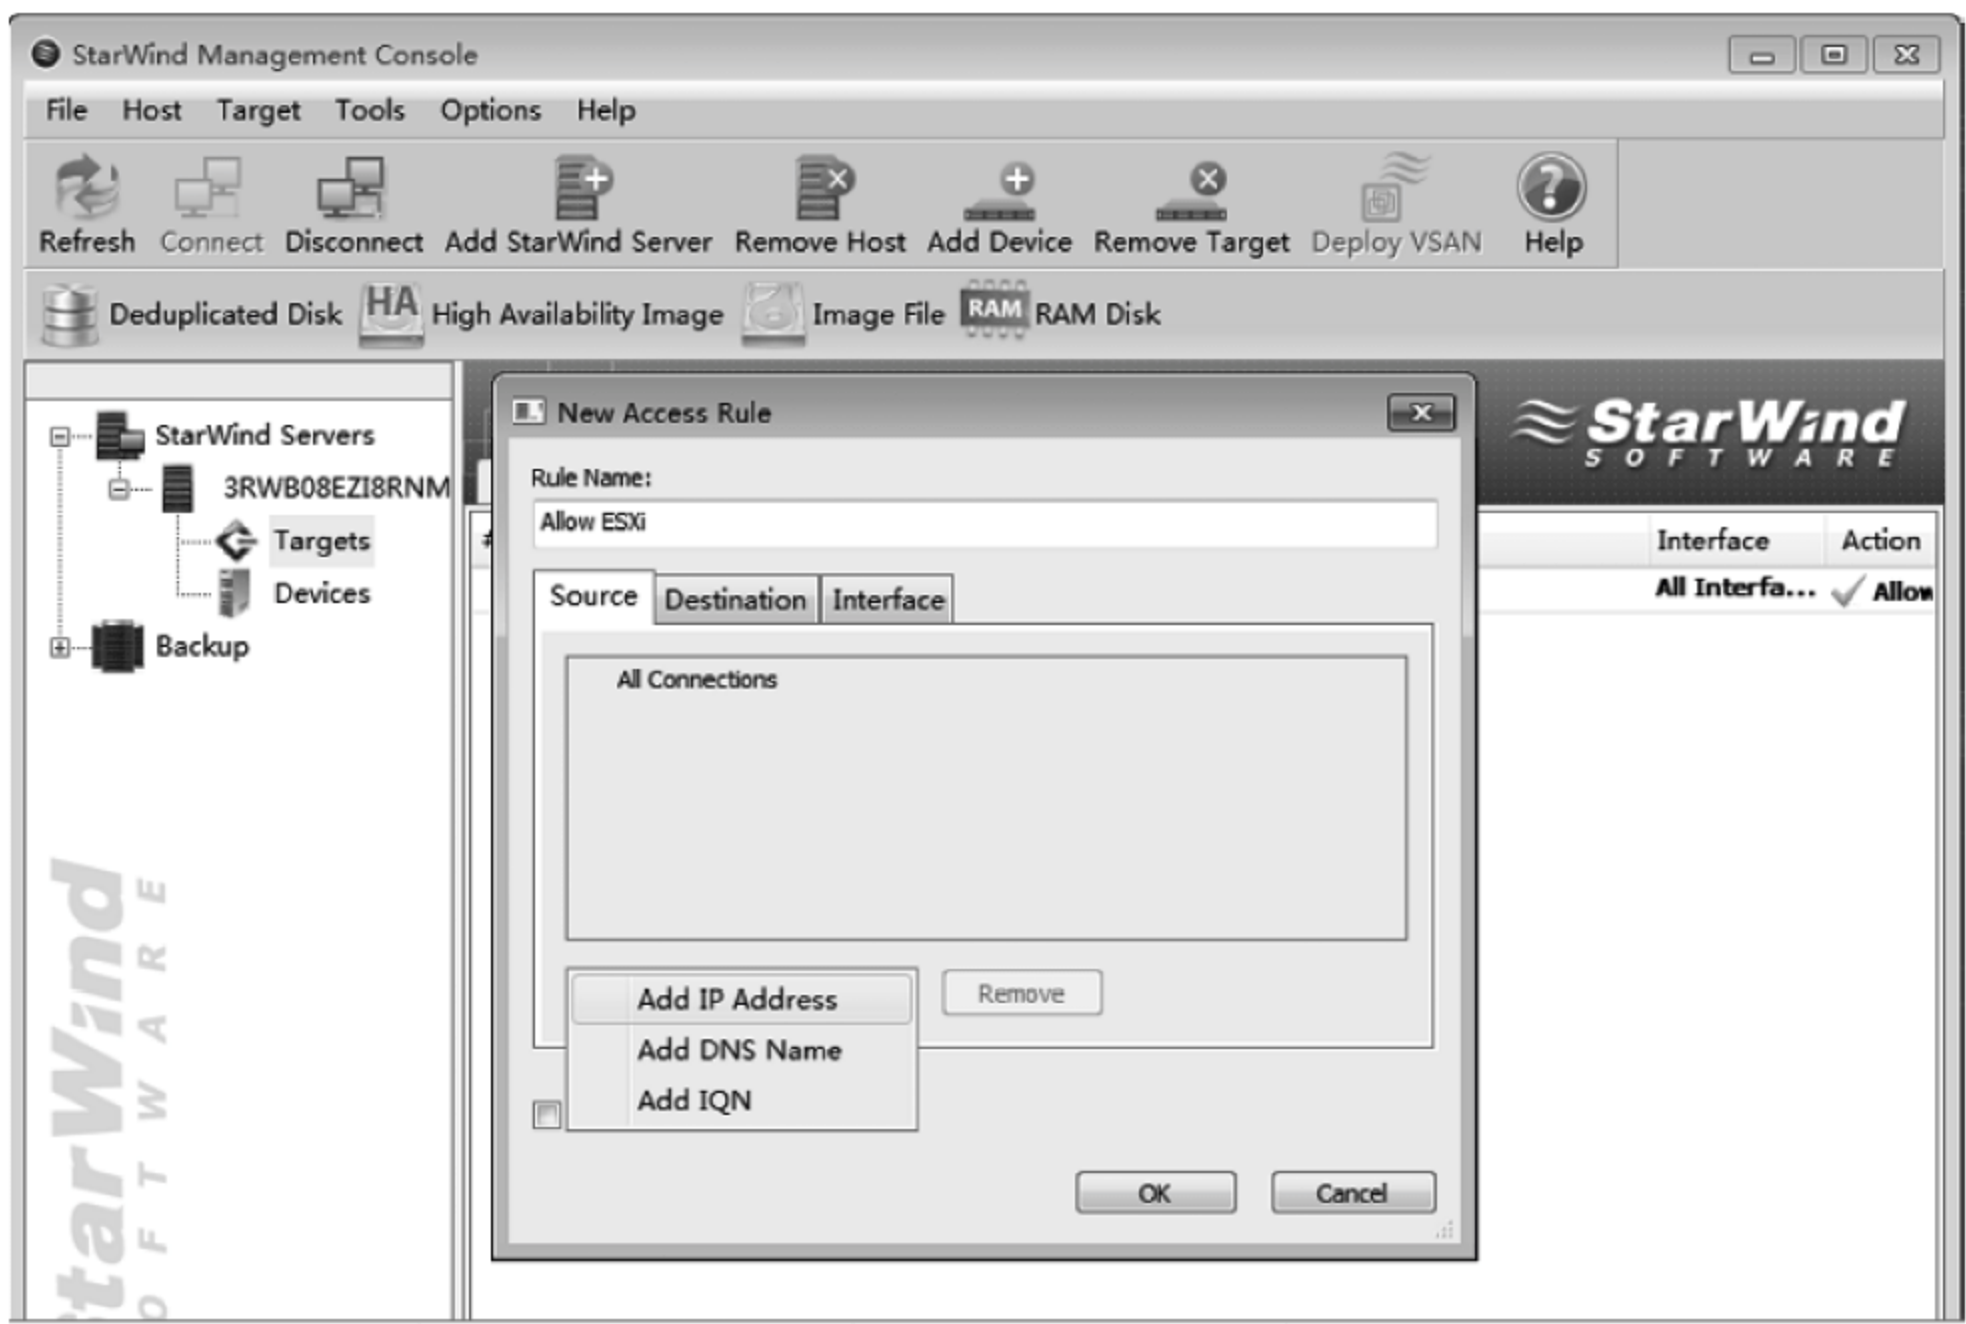 StarWind Management Console
File Host Target Tools Options Help
Refresh Connect Disconnect Add StarWind Server Remove Host Add Device Remove Target Deploy VSAN Help
Deduplicated Disk HA High Availability Image Image File RAM RAM Disk
StarWind Servers
3RWB08EZI8RNM
Targets
Devices
Backup
StarWind
SOFTWARE
New Access Rule
Rule Name:
Allow ESXi
Source Destination Interface
All Connections
Add IP Address
Add DNS Name
Add IQN
Remove
OK Cancel
StarWind
SOFTWARE
Interface Action
All Interfa... Allow